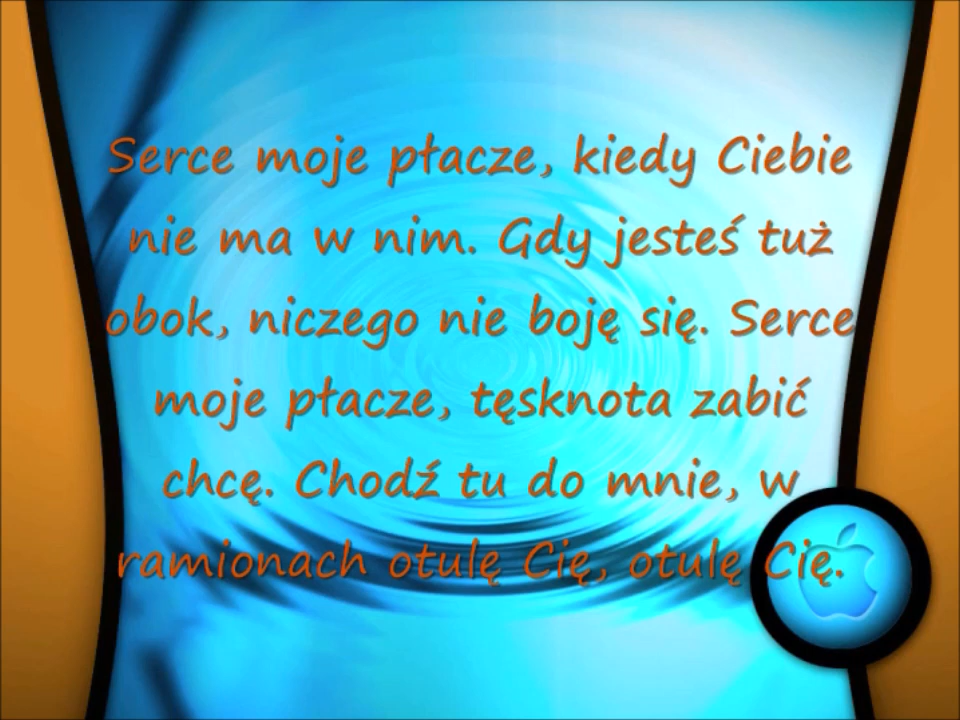 Serce moje płacze, kiedy Ciebie
nie ma w nim. Gdy jesteś tuż
obok, niczego nie boję się. Serce
moje płacze, tęsknota zabić
chcę. Chodź tu do mnie, w
ramionach otulę Cię, otulę Cię.